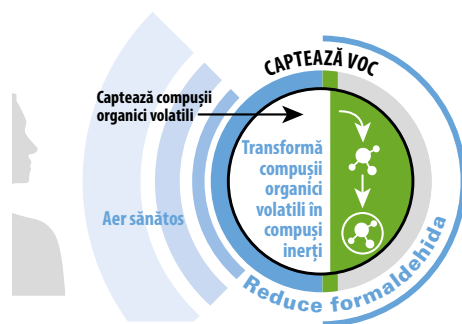 CAPTEAZĂ VOC
Captează compușii
organici volatili
Transformă
compușii
organici
volatili în
compuși
inerți
Aer sănătos
Reduce formaldehida